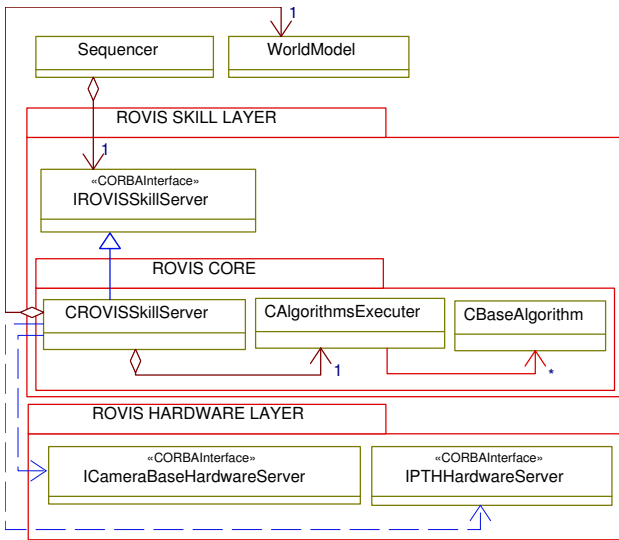 1
Sequencer
WorldModel
ROVIS SKILL LAYER
1
«CORBAInterface»
IROVISSkillServer
ROVIS CORE
CROVISSkillServer
CAlgorithmsExecuter
CBaseAlgorithm
1
*
ROVIS HARDWARE LAYER
«CORBAInterface»
ICameraBaseHardwareServer
«CORBAInterface»
IPTHHardwareServer